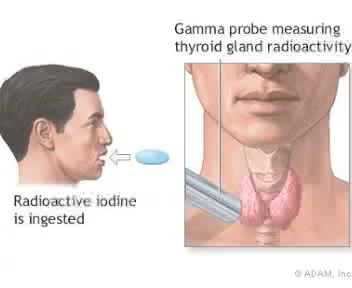 Gamma probe measuring
thyroid gland radioactivity
Radioactive iodine
is ingested
© ADAM, Inc